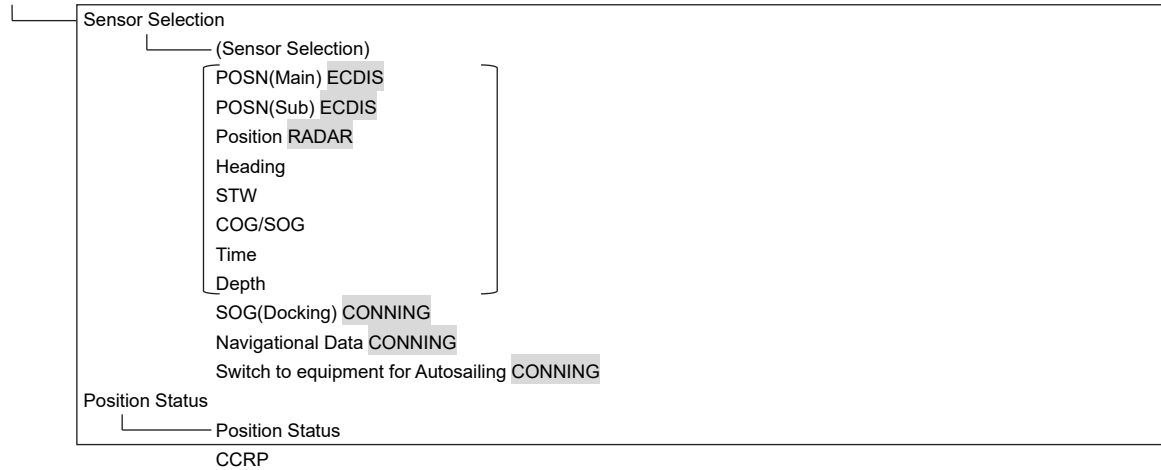 Sensor Selection
(Sensor Selection)
POSN(Main) ECDIS
POSN(Sub) ECDIS
Position RADAR
Heading
STW
COG/SOG
Time
Depth
SOG(Docking) CONNING
Navigational Data CONNING
Switch to equipment for Autosailing CONNING
Position Status
Position Status
CCRP